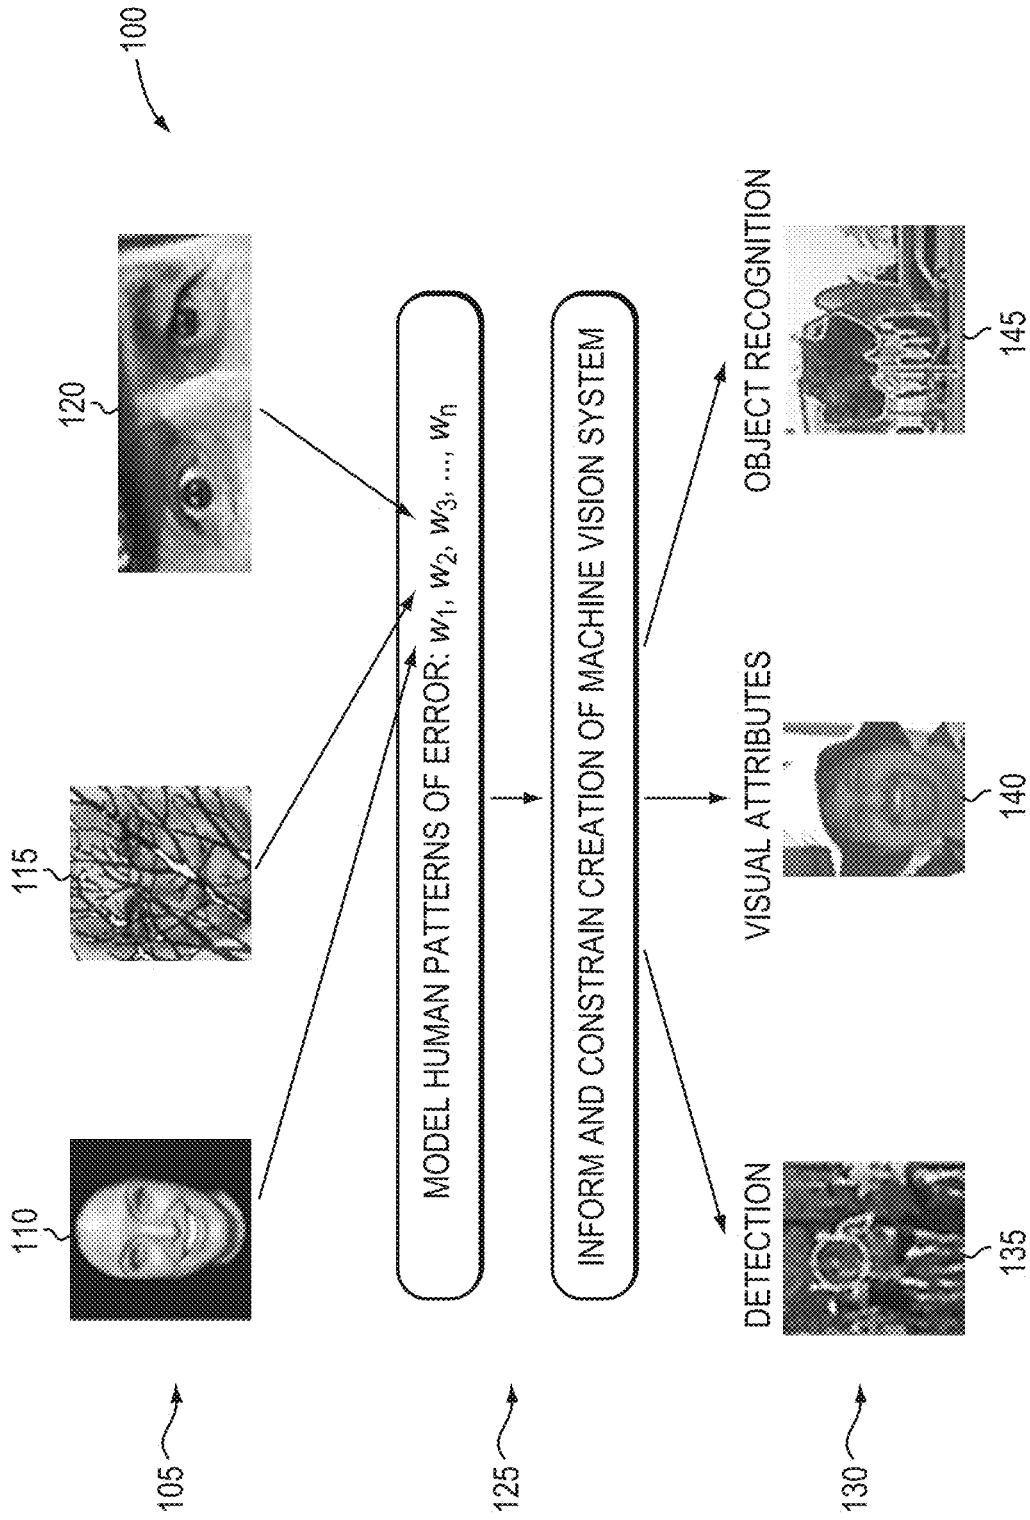 100
105
110
115
120
125
MODEL HUMAN PATTERNS OF ERROR: w₁, w₂, w₃, ..., wₙ
INFORM AND CONSTRAIN CREATION OF MACHINE VISION SYSTEM
130
DETECTION
VISUAL ATTRIBUTES
OBJECT RECOGNITION
135
140
145